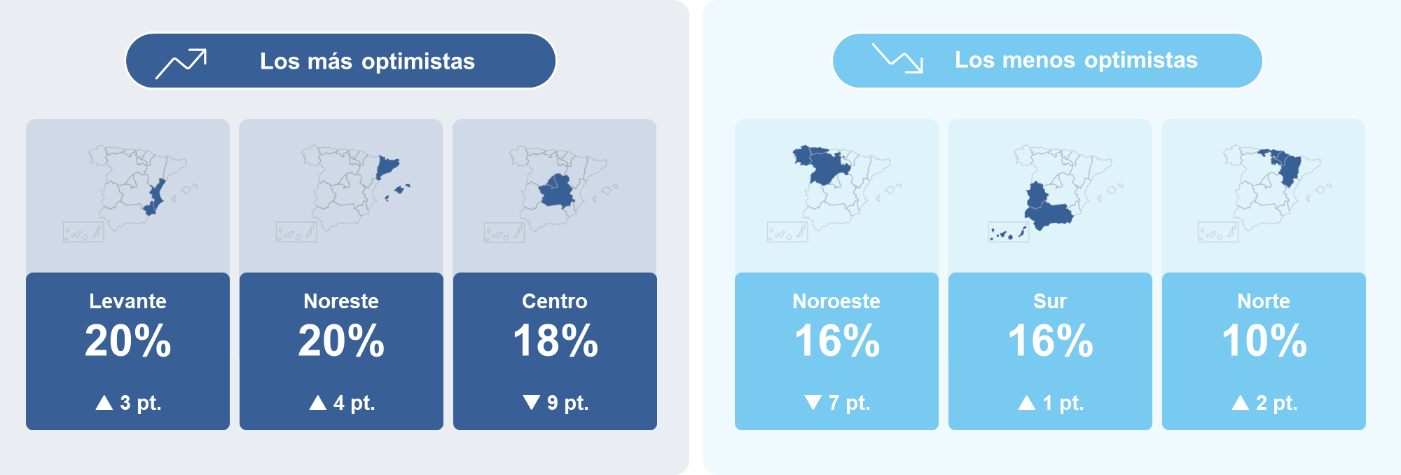 Los más optimistas
Levante
20%
▲ 3 pt.
Noreste
20%
▲ 4 pt.
Centro
18%
▼ 9 pt.
Los menos optimistas
Noroeste
16%
▼ 7 pt.
Sur
16%
▲ 1 pt.
Norte
10%
▲ 2 pt.